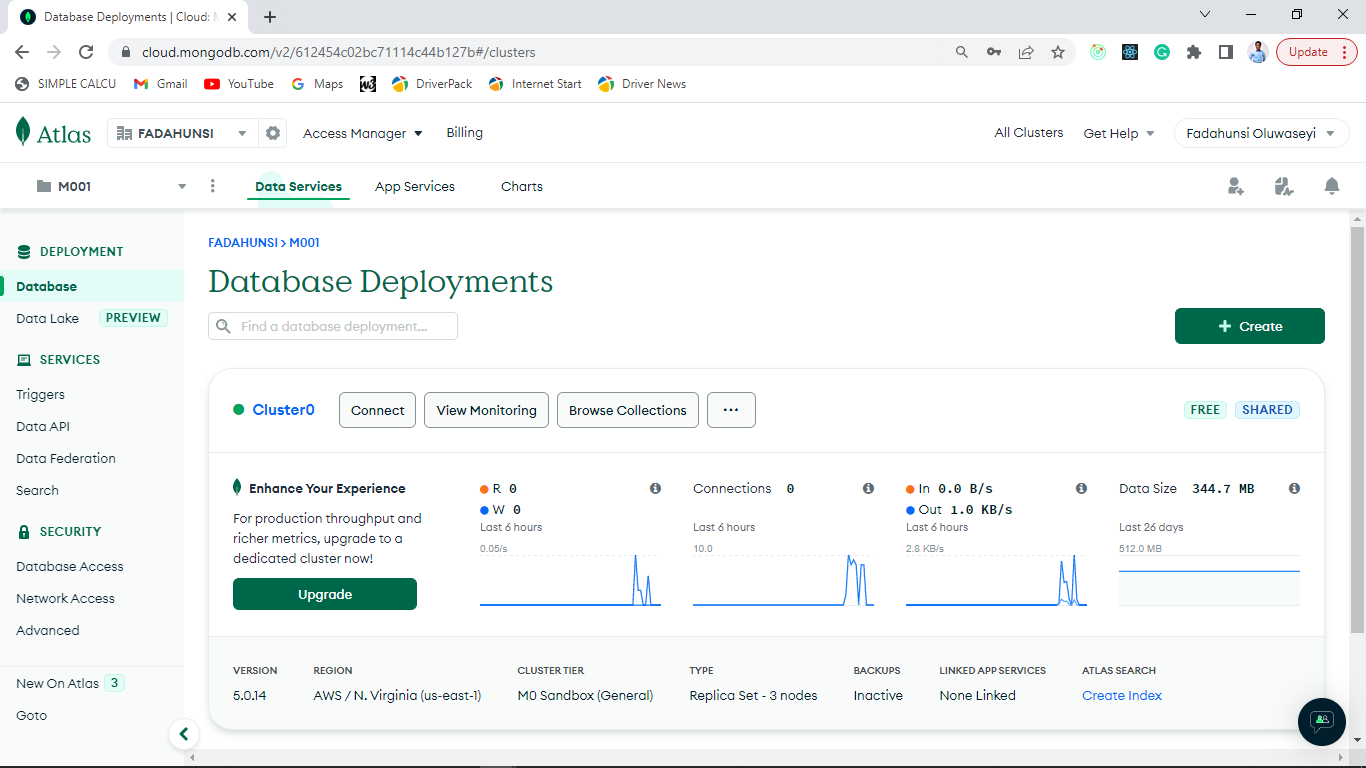 Database Deployments | Cloud:
cloud.mongodb.com/v2/612454c02bc71114c44b127b#/clusters
Update
SIMPLE CALCU
Gmail
YouTube
Maps
W3
DriverPack
Internet Start
Driver News
Atlas
FADAHUNSI
Access Manager
Billing
All Clusters
Get Help
Fadahunsi Oluwaseyi
M001
Data Services
App Services
Charts
DEPLOYMENT
Database
Data Lake PREVIEW
SERVICES
Triggers
Data API
Data Federation
Search
SECURITY
Database Access
Network Access
Advanced
New On Atlas 3
Goto
FADAHUNSI > M001
Database Deployments
Find a database deployment...
+ Create
Cluster0
Connect
View Monitoring
Browse Collections
...
FREE
SHARED
Enhance Your Experience
For production throughput and
richer metrics, upgrade to a
dedicated cluster now!
Upgrade
R 0
W 0
Last 6 hours
0.05/s
Connections 0
Last 6 hours
10.0
In 0.0 B/s
Out 1.0 KB/s
Last 6 hours
2.8 KB/s
Data Size 344.7 MB
Last 26 days
512.0 MB
VERSION
5.0.14
REGION
AWS / N. Virginia (us-east-1)
CLUSTER TIER
M0 Sandbox (General)
TYPE
Replica Set - 3 nodes
BACKUPS
Inactive
LINKED APP SERVICES
None Linked
ATLAS SEARCH
Create Index